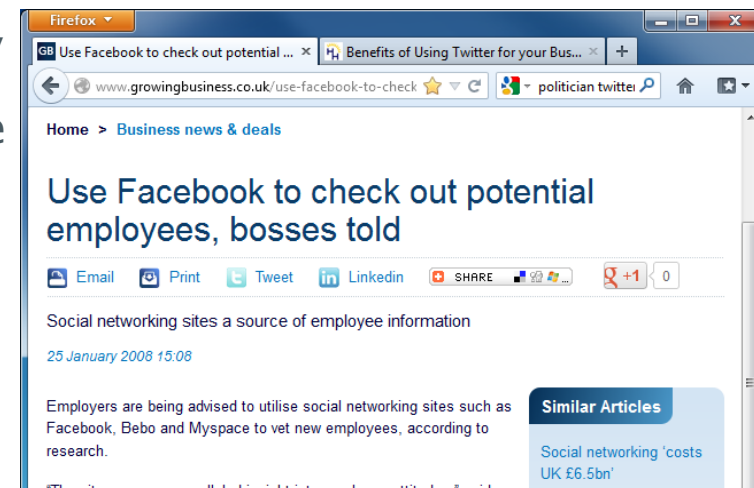 Firefox
GB Use Facebook to check out potential ... × Benefits of Using Twitter for your Bus... × +
www.growingbusiness.co.uk/use-facebook-to-check politician twitter
Home > Business news & deals
Use Facebook to check out potential
employees, bosses told
Email Print Tweet Linkedin SHARE +1 0
Social networking sites a source of employee information
25 January 2008 15:08
Employers are being advised to utilise social networking sites such as
Facebook, Bebo and Myspace to vet new employees, according to
research.
Similar Articles
Social networking ‘costs
UK £6.5bn’